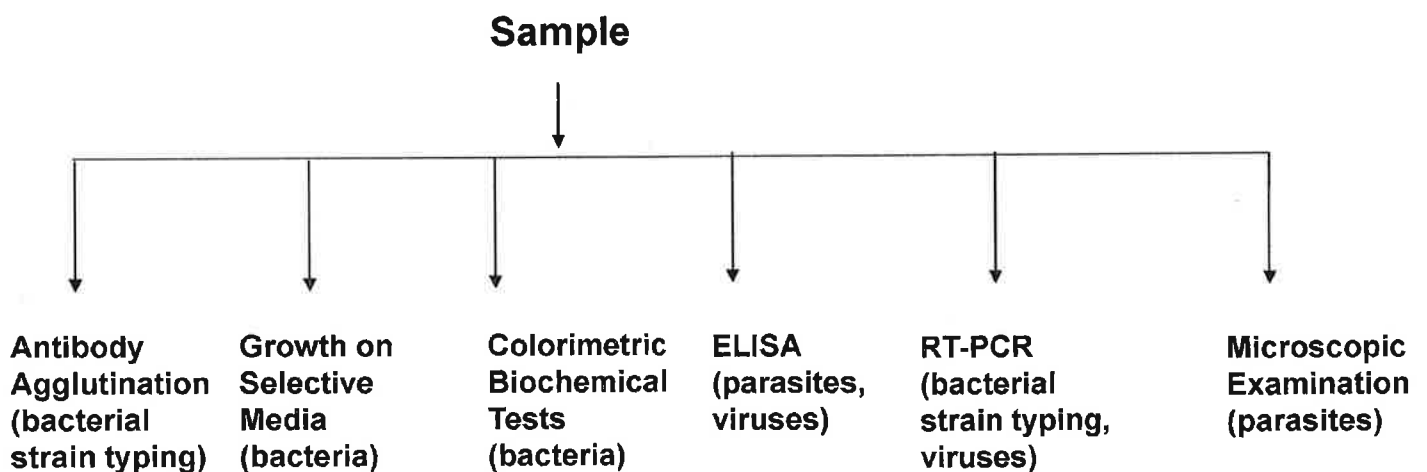 Sample
Antibody
Agglutination
(bacterial
strain typing)
Growth on
Selective
Media
(bacteria)
Colorimetric
Biochemical
Tests
(bacteria)
ELISA
(parasites,
viruses)
RT-PCR
(bacterial
strain typing,
viruses)
Microscopic
Examination
(parasites)